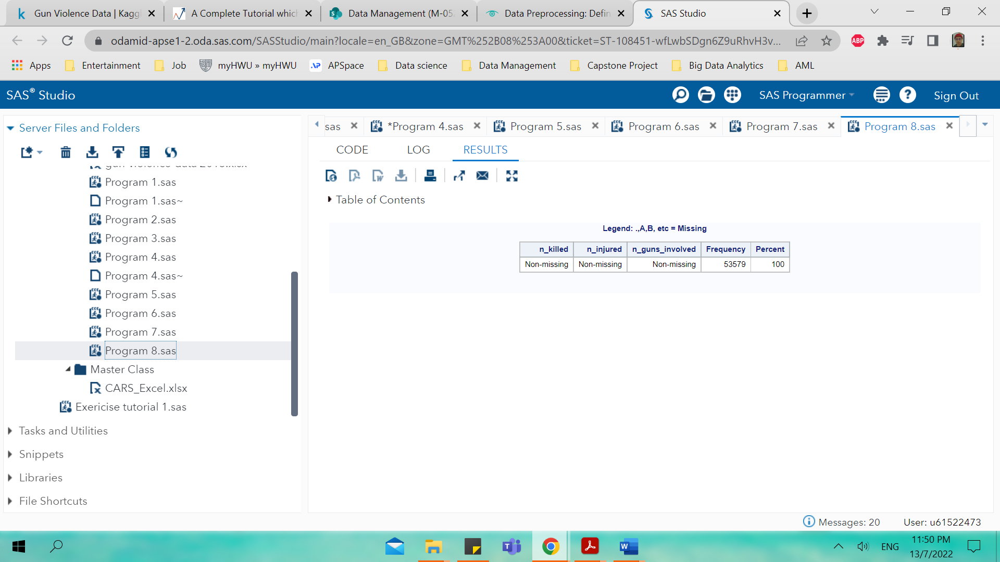 Gun Violence Data | Kaggl
A Complete Tutorial which
Data Management (M-052
Data Preprocessing: Defin
SAS Studio
odamid-apse1-2.oda.sas.com/SASStudio/main?locale=en_GB&zone=GMT%252B08%253A00&ticket=ST-108451-wfLwbSDgn6Z9uRhvH3v...
ABP
Apps
Entertainment
Job
myHWU » myHWU
APSpace
Data science
Data Management
Capstone Project
Big Data Analytics
AML
SAS® Studio
SAS Programmer
Sign Out
Server Files and Folders
Program 1.sas
Program 1.sas~
Program 2.sas
Program 3.sas
Program 4.sas
Program 4.sas~
Program 5.sas
Program 6.sas
Program 7.sas
Program 8.sas
Master Class
CARS_Excel.xlsx
Exericise tutorial 1.sas
Tasks and Utilities
Snippets
Libraries
File Shortcuts
sas
*Program 4.sas
Program 5.sas
Program 6.sas
Program 7.sas
Program 8.sas
CODE
LOG
RESULTS
Table of Contents
Legend: .,A,B, etc = Missing
n_killed n_injured n_guns_involved Frequency Percent
Non-missing Non-missing Non-missing 53579 100
Messages: 20
User: u61522473
ENG
11:50 PM
13/7/2022